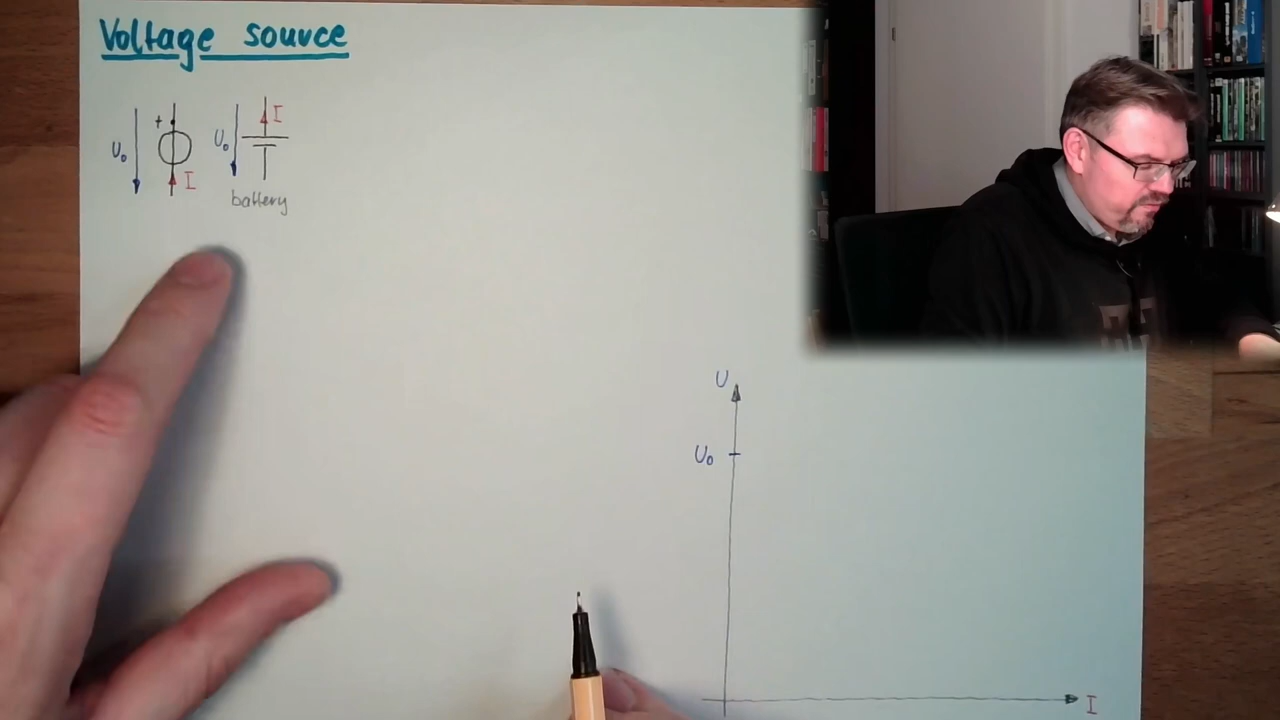 Voltage source
+
I
U₀
U₀
I
battery
U
U₀
I